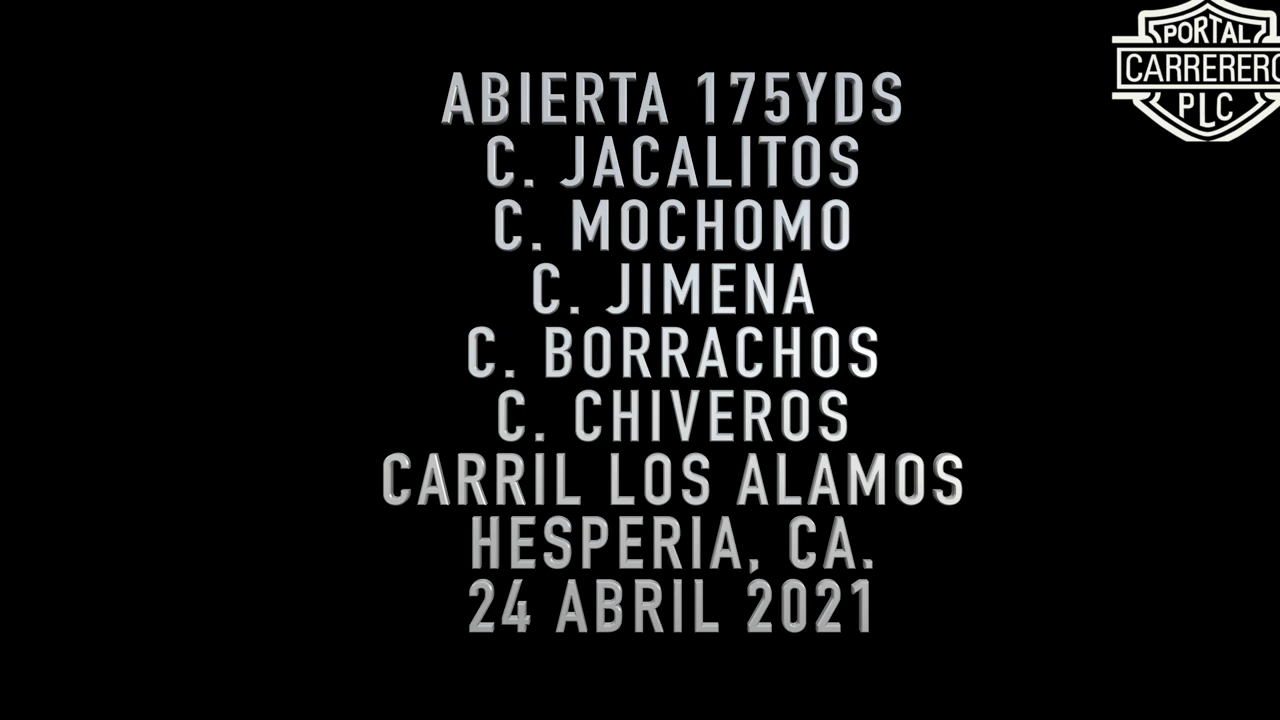 PORTAL
CARRERERO
PLC
ABIERTA 175YDS
C. JACALITOS
C. MOCHOMO
C. JIMENA
C. BORRACHOS
C. CHIVEROS
CARRIL LOS ALAMOS
HESPERIA, CA.
24 ABRIL 2021